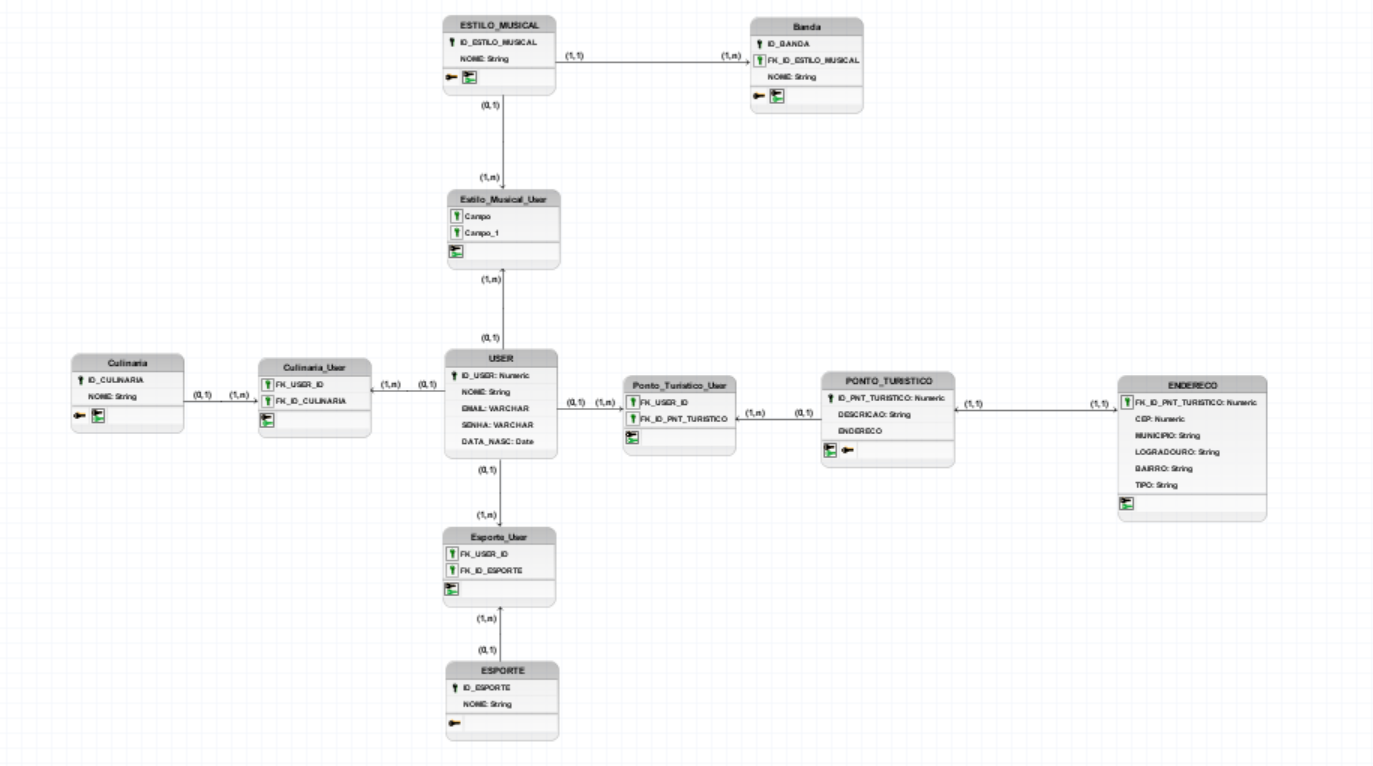 ESTILO_MUSICAL
ID_ESTILO_MUSICAL
NOME: String
(1,1)
(1,n)
Banda
ID_BANDA
FK_ID_ESTILO_MUSICAL
NOME: String
(0,1)
(1,n)
Estilo_Musical_User
Campo
Campo_1
(1,n)
(0,1)
Culinaria
ID_CULINARIA
NOME: String
(0,1)
(1,n)
Culinaria_User
FK_USER_ID
FK_ID_CULINARIA
(1,n)
(0,1)
USER
ID_USER: Numeric
NOME: String
EMAIL: VARCHAR
SENHA: VARCHAR
DATA_NASC: Date
(0,1)
(1,n)
Ponto_Turistico_User
FK_USER_ID
FK_ID_PNT_TURISTICO
(1,n)
(0,1)
PONTO_TURISTICO
ID_PNT_TURISTICO: Numeric
DESCRICAO: String
ENDERECO
(1,1)
(1,1)
ENDERECO
FK_ID_PNT_TURISTICO: Numeric
CEP: Numeric
MUNICIPIO: String
LOGRADOURO: String
BAIRRO: String
TIPO: String
(0,1)
(1,n)
Esporte_User
FK_USER_ID
FK_ID_ESPORTE
(1,n)
(0,1)
ESPORTE
ID_ESPORTE
NOME: String